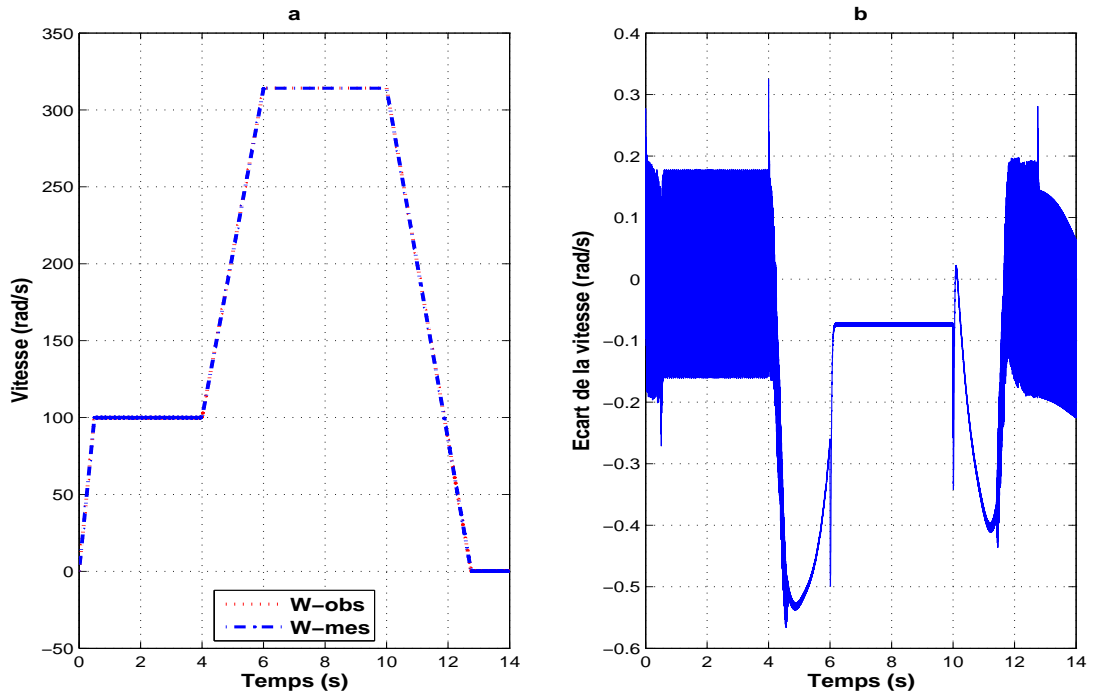 a
350
300
250
200
150
100
50
0
−50
Vitesse (rad/s)
W−obs
W−mes
0 2 4 6 8 10 12 14
Temps (s)
b
0.4
0.3
0.2
0.1
0
−0.1
−0.2
−0.3
−0.4
−0.5
−0.6
Ecart de la vitesse (rad/s)
0 2 4 6 8 10 12 14
Temps (s)